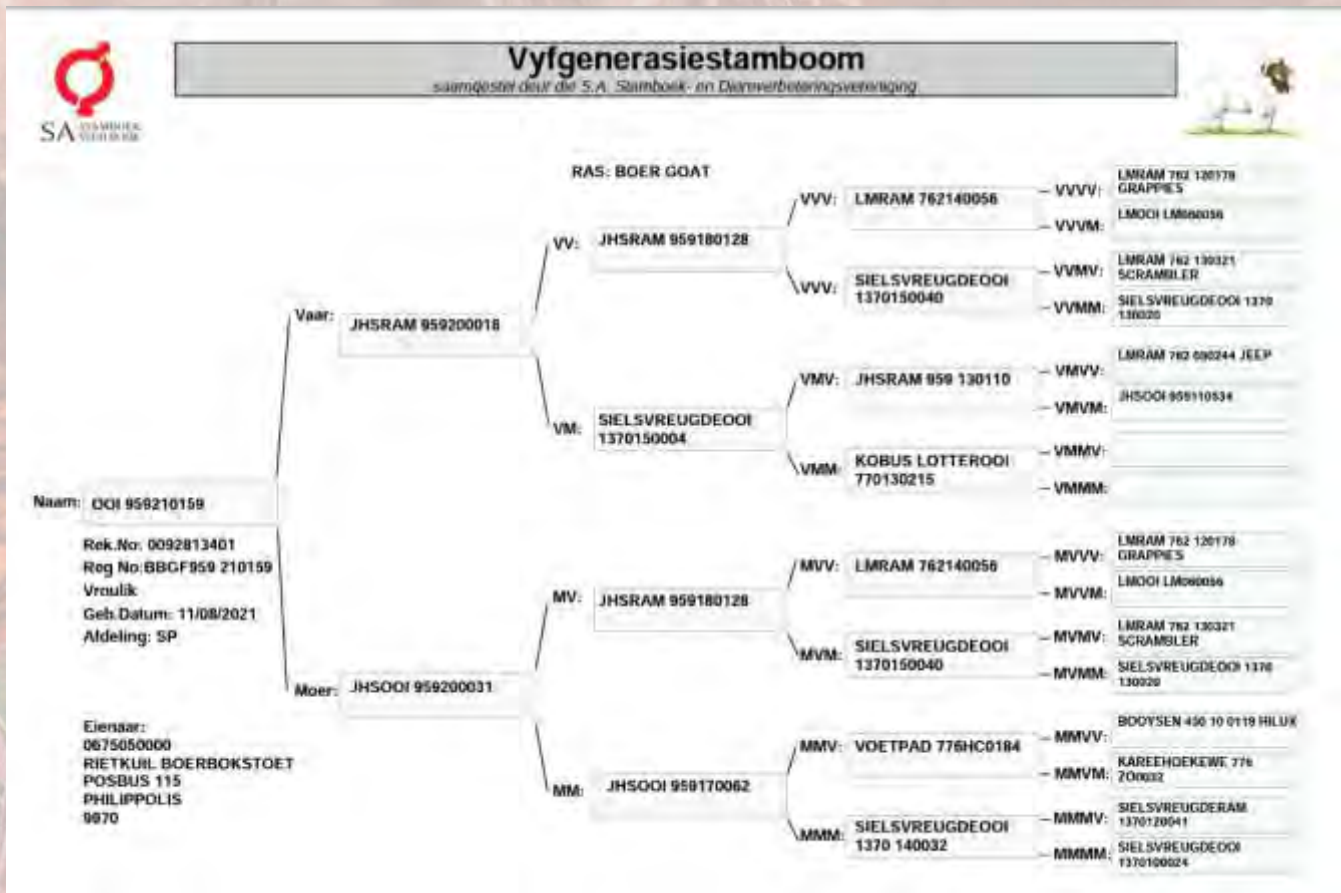 Vyfgenerasiestamboom
saamgestel deur die S.A. Stamboek- en Diereverbeteringsvereniging
SA STAMBOEK
RAS: BOER GOAT
Naam: OOI 959210159
Rek.No: 0092813401
Reg No:BBGF959 210159
Vroulik
Geb.Datum: 11/08/2021
Afdeling: SP
Eienaar:
0675050000
RIETKUIL BOERBOKSTOET
POSBUS 115
PHILIPPOLIS
9970
Vaar: JHSRAM 959200018
Moer: JHSOOI 959200031
VV: JHSRAM 959180128
VM: SIELSVREUGDEOOI
1370150004
MV: JHSRAM 959180128
MM: JHSOOI 959170062
VVV: LMRAM 762140056
VVV: SIELSVREUGDEOOI
1370150040
VMV: JHSRAM 959 130110
VMM: KOBUS LOTTEROOI
770130215
MVV: LMRAM 762140056
MVM: SIELSVREUGDEOOI
1370150040
MMV: VOETPAD 776HC0184
MMM: SIELSVREUGDEOOI
1370 140032
VVVV: LMRAM 762 120178
GRAPPIES
VVVM: LMOOI LM060056
VVMV: LMRAM 762 130321
SCRAMBLER
VVMM: SIELSVREUGDEOOI 1370
130020
VMVV: LMRAM 762 090244 JEEP
VMVM: JHSOOI 959110534
VMMV:
VMMM:
MVVV: LMRAM 762 120178
GRAPPIES
MVVM: LMOOI LM060056
MVMV: LMRAM 762 130321
SCRAMBLER
MVMM: SIELSVREUGDEOOI 1370
130020
MMVV: BOOYSEN 430 10 0119 HILUX
MMVM: KAREEHOEKEWE 776
ZO0032
MMMV: SIELSVREUGDERAM
1370120041
MMMM: SIELSVREUGDEOOI
1370100024